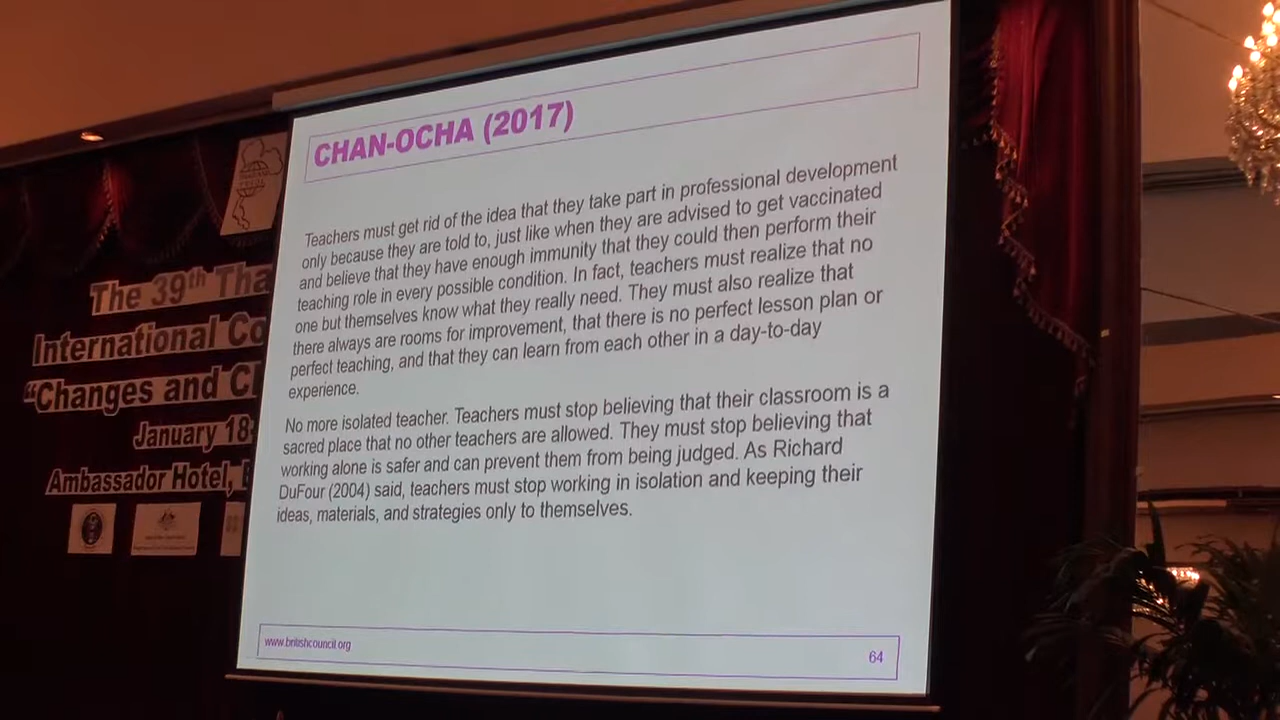 CHAN-OCHA (2017)
Teachers must get rid of the idea that they take part in professional development
only because they are told to, just like when they are advised to get vaccinated
and believe that they have enough immunity that they could then perform their
teaching role in every possible condition. In fact, teachers must realize that no
one but themselves know what they really need. They must also realize that
there always are rooms for improvement, that there is no perfect lesson plan or
perfect teaching, and that they can learn from each other in a day-to-day
experience.
No more isolated teacher. Teachers must stop believing that their classroom is a
sacred place that no other teachers are allowed. They must stop believing that
working alone is safer and can prevent them from being judged. As Richard
DuFour (2004) said, teachers must stop working in isolation and keeping their
ideas, materials, and strategies only to themselves.
www.britishcouncil.org
64
The 39th Tha
International Co
"Changes and Cl
January 18-
Ambassador Hotel,